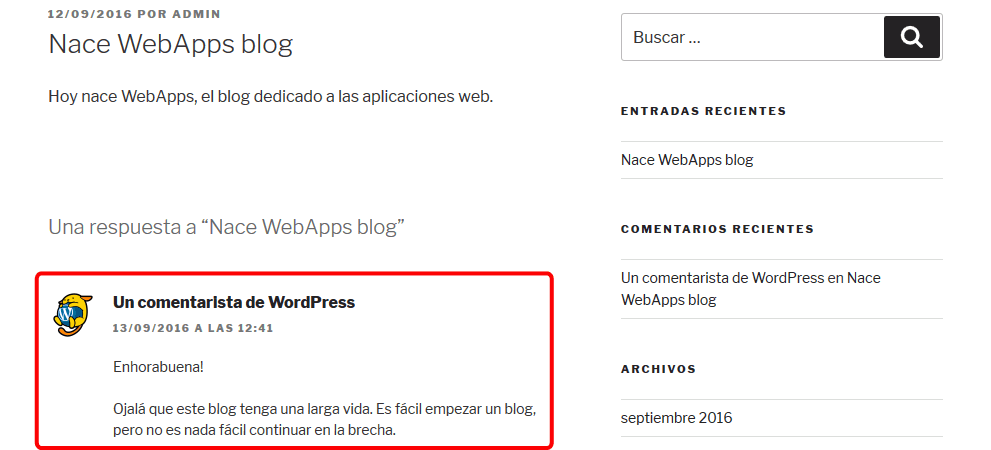 12/09/2016 POR ADMIN
Nace WebApps blog
Hoy nace WebApps, el blog dedicado a las aplicaciones web.
Una respuesta a “Nace WebApps blog”
Un comentarista de WordPress
13/09/2016 A LAS 12:41
Enhorabuena!
Ojalá que este blog tenga una larga vida. Es fácil empezar un blog,
pero no es nada fácil continuar en la brecha.
Buscar …
ENTRADAS RECIENTES
Nace WebApps blog
COMENTARIOS RECIENTES
Un comentarista de WordPress en Nace
WebApps blog
ARCHIVOS
septiembre 2016